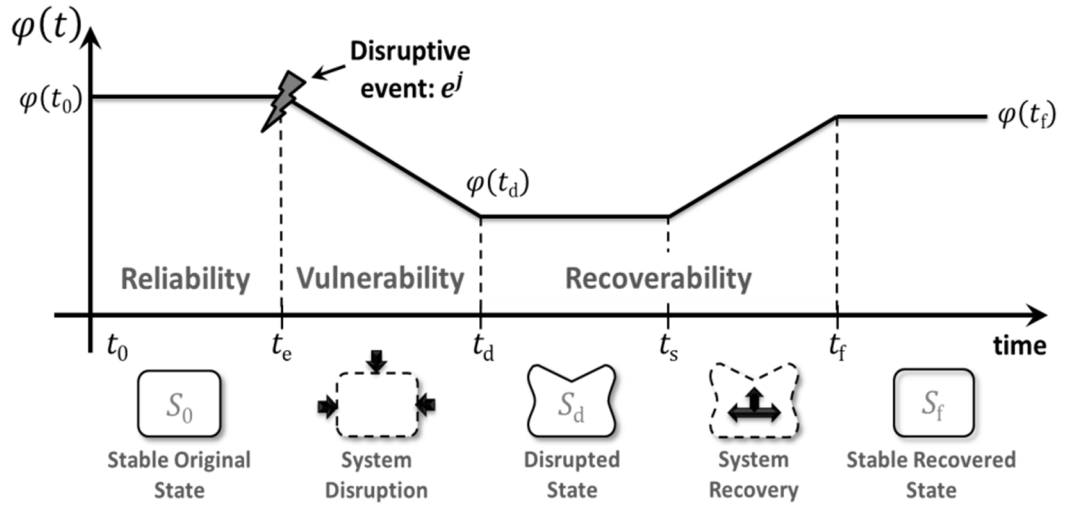 φ(t)
Disruptive
event: eʲ
φ(t₀)
φ(t_f)
φ(t_d)
Reliability Vulnerability Recoverability
t₀ t_e t_d t_s t_f time
S₀ S_d S_f
Stable Original System Disrupted System Stable Recovered
State Disruption State Recovery State